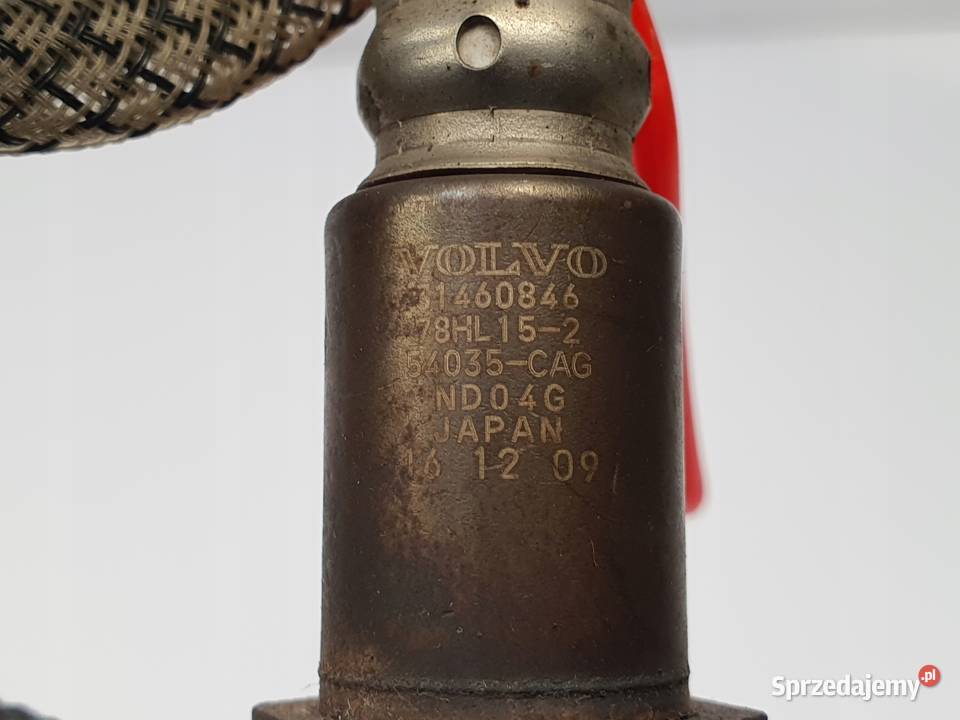 VOLVO
31460846
78HL15-2
54035-CAG
ND04G
JAPAN
16 12 09
Sprzedajemy.pl